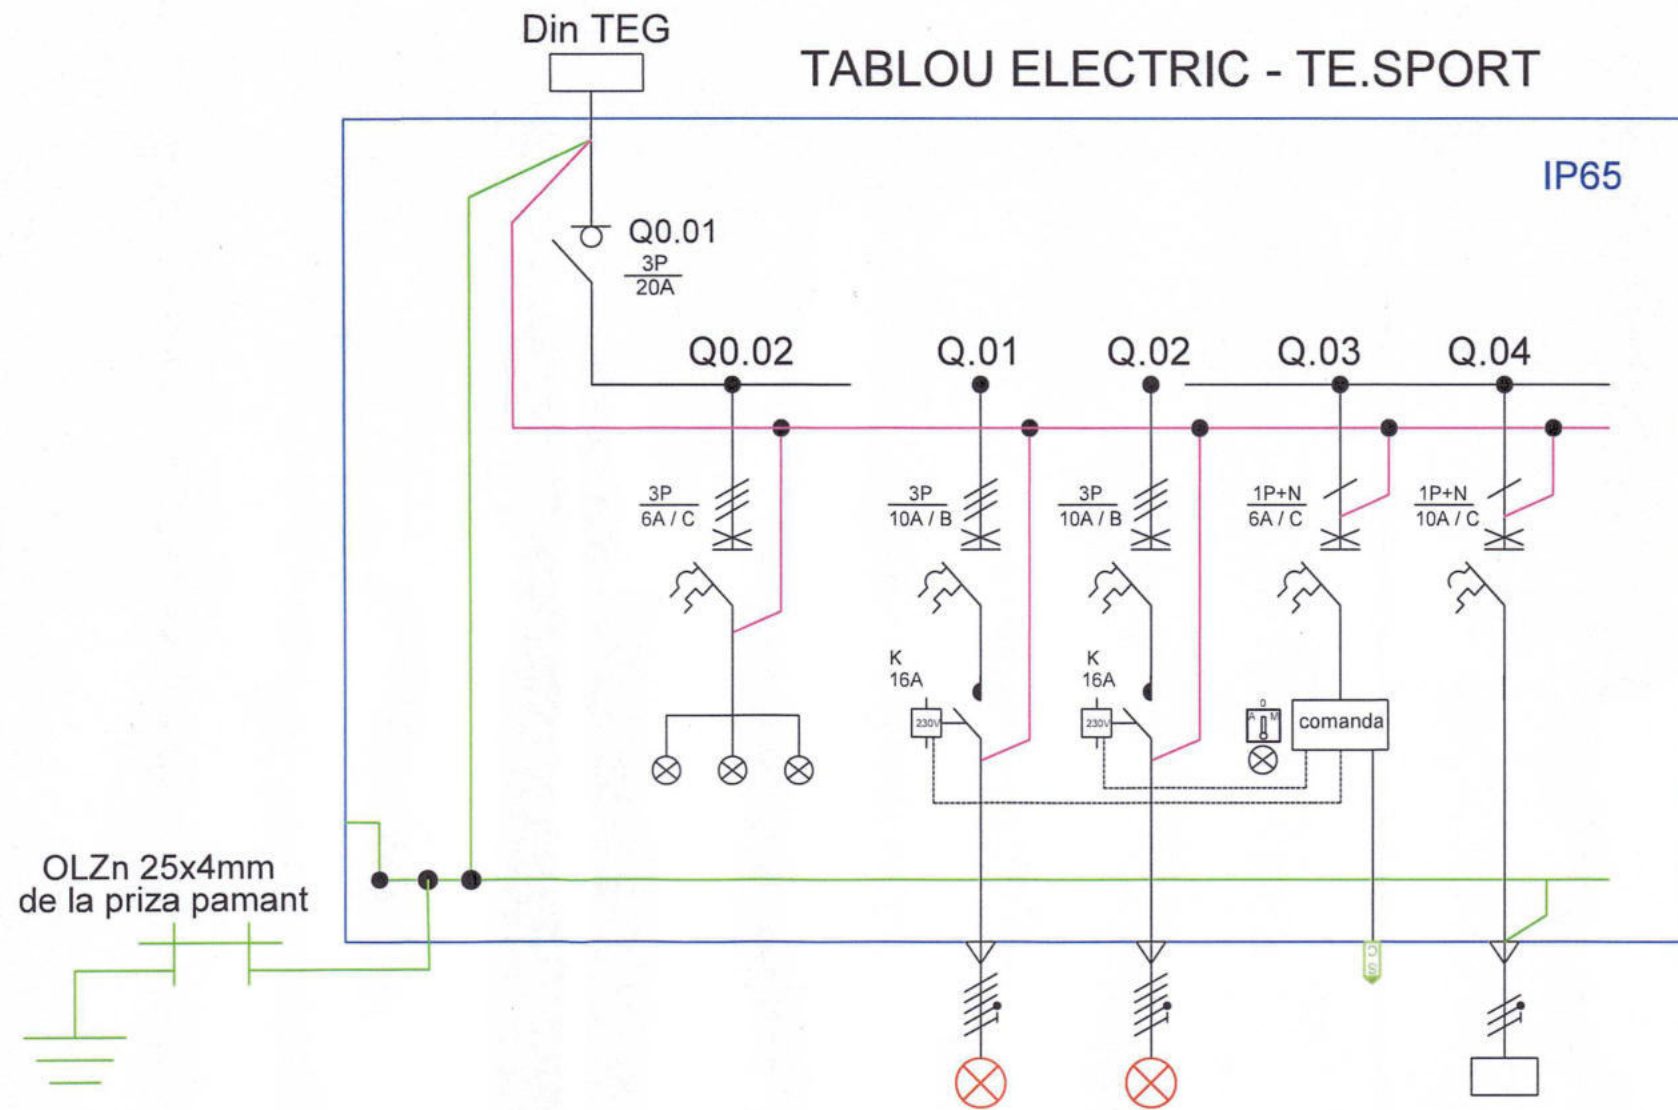 Din TEG
TABLOU ELECTRIC - TE.SPORT
IP65
Q0.01
3P
20A
Q0.02
Q.01
Q.02
Q.03
Q.04
3P
6A / C
3P
10A / B
3P
10A / B
1P+N
6A / C
1P+N
10A / C
K
16A
230V
K
16A
230V
0
A M
comanda
OLZn 25x4mm
de la priza pamant